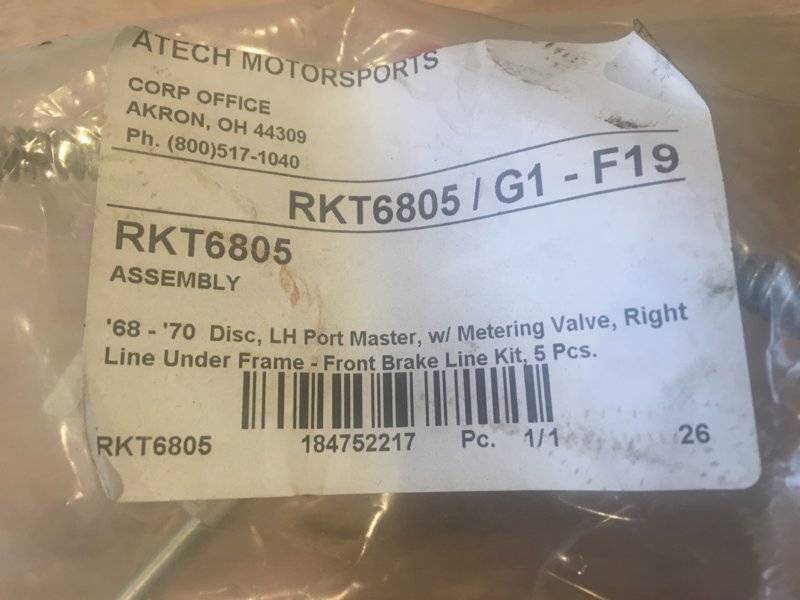 ATECH MOTORSPORTS
CORP OFFICE
AKRON, OH 44309
Ph. (800)517-1040
RKT6805 / G1 - F19
RKT6805
ASSEMBLY
'68 - '70 Disc, LH Port Master, w/ Metering Valve, Right
Line Under Frame - Front Brake Line Kit, 5 Pcs.
RKT6805 184752217 Pc. 1/1 26